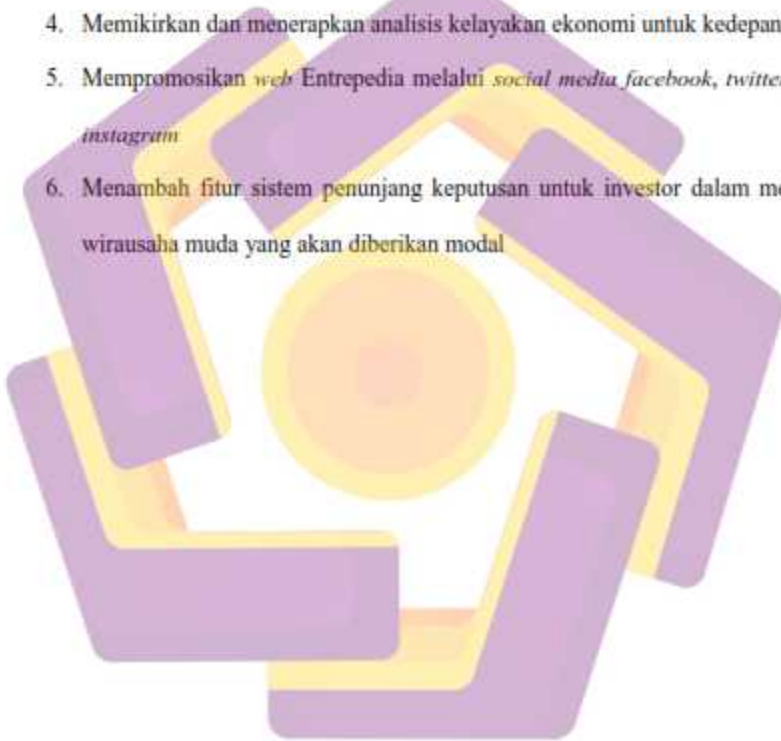 4. Memikirkan dan menerapkan analisis kelayakan ekonomi untuk kedepan
5. Mempromosikan web Entrepedia melalui social media facebook, twitter
instagram
6. Menambah fitur sistem penunjang keputusan untuk investor dalam
wirausaha muda yang akan diberikan modal